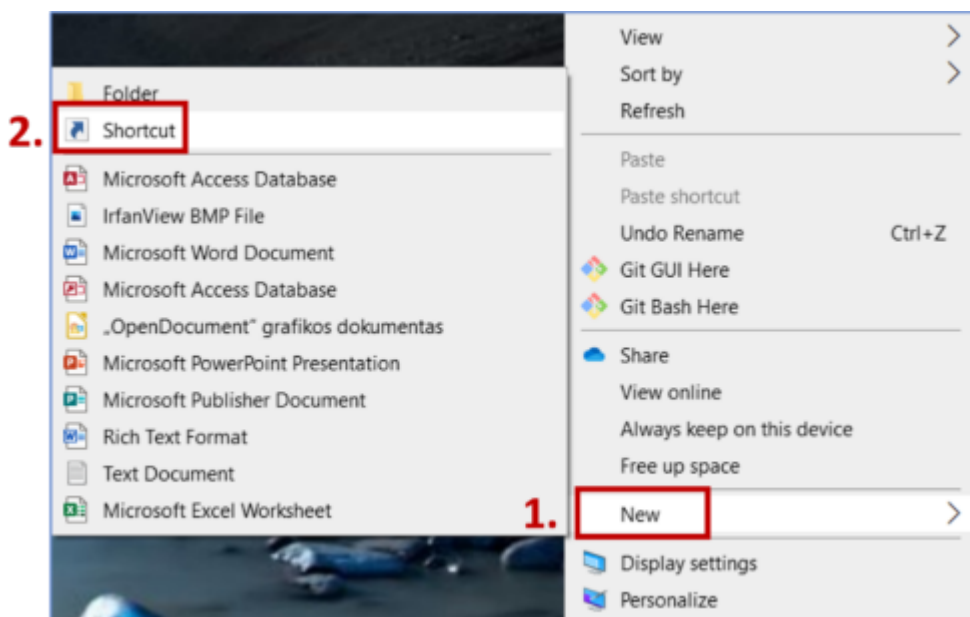 View
Sort by
Refresh
Paste
Paste shortcut
Undo Rename Ctrl+Z
Git GUI Here
Git Bash Here
Share
View online
Always keep on this device
Free up space
1. New
Display settings
Personalize
Folder
2. Shortcut
Microsoft Access Database
IrfanView BMP File
Microsoft Word Document
Microsoft Access Database
„OpenDocument“ grafikos dokumentas
Microsoft PowerPoint Presentation
Microsoft Publisher Document
Rich Text Format
Text Document
Microsoft Excel Worksheet